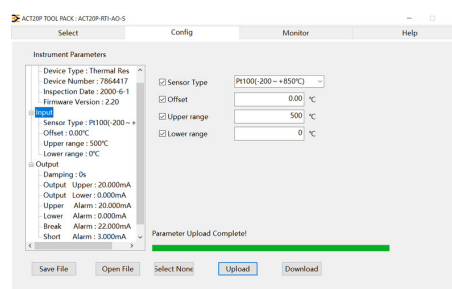 ACT20P TOOL PACK : ACT20P-RTI-AO-S
Select Config Monitor Help
Instrument Parameters
Device Type : Thermal Res
Device Number : 7864417
Inspection Date : 2000-6-1
Firmware Version : 2.20
Input
Sensor Type : Pt100(-200 ~ +
Offset : 0.00℃
Upper range : 500℃
Lower range : 0℃
Output
Damping : 0s
Output Upper : 20.000mA
Output Lower : 0.000mA
Upper Alarm : 20.000mA
Lower Alarm : 0.000mA
Break Alarm : 22.000mA
Short Alarm : 3.000mA
Sensor Type Pt100(-200 ~ +850℃)
Offset 0.00 ℃
Upper range 500 ℃
Lower range 0 ℃
Parameter Upload Complete!
Save File Open File Select None Upload Download